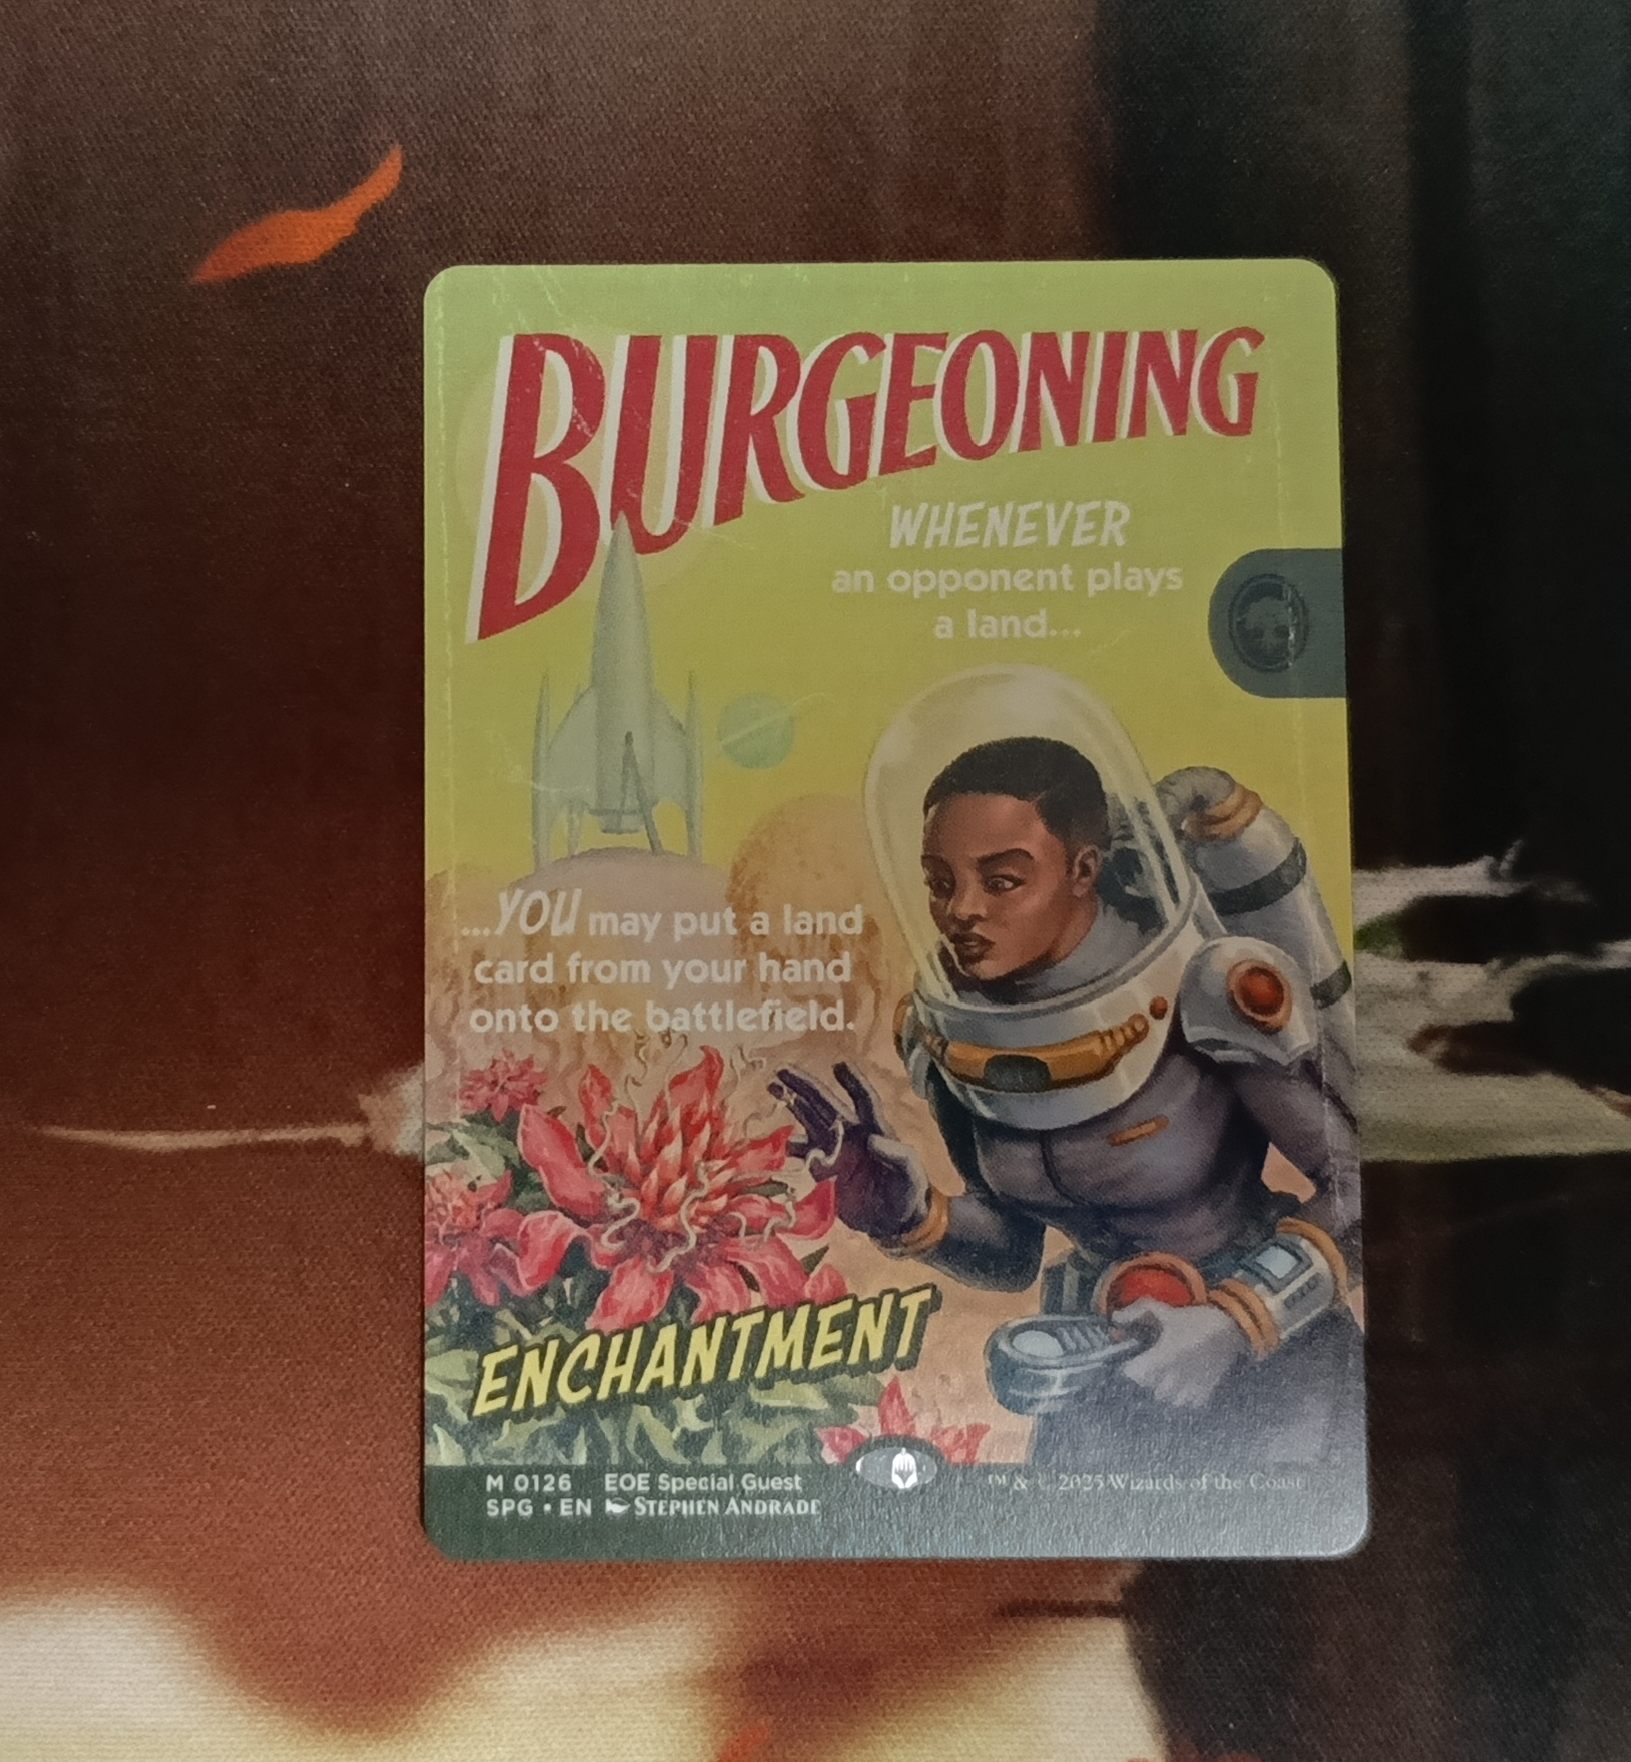 BURGEONING
WHENEVER
an opponent plays
a land...
...YOU may put a land
card from your hand
onto the battlefield.
ENCHANTMENT
M 0126 EOE Special Guest
SPG • EN STEPHEN ANDRADE
™ & © 2025 Wizards of the Coast